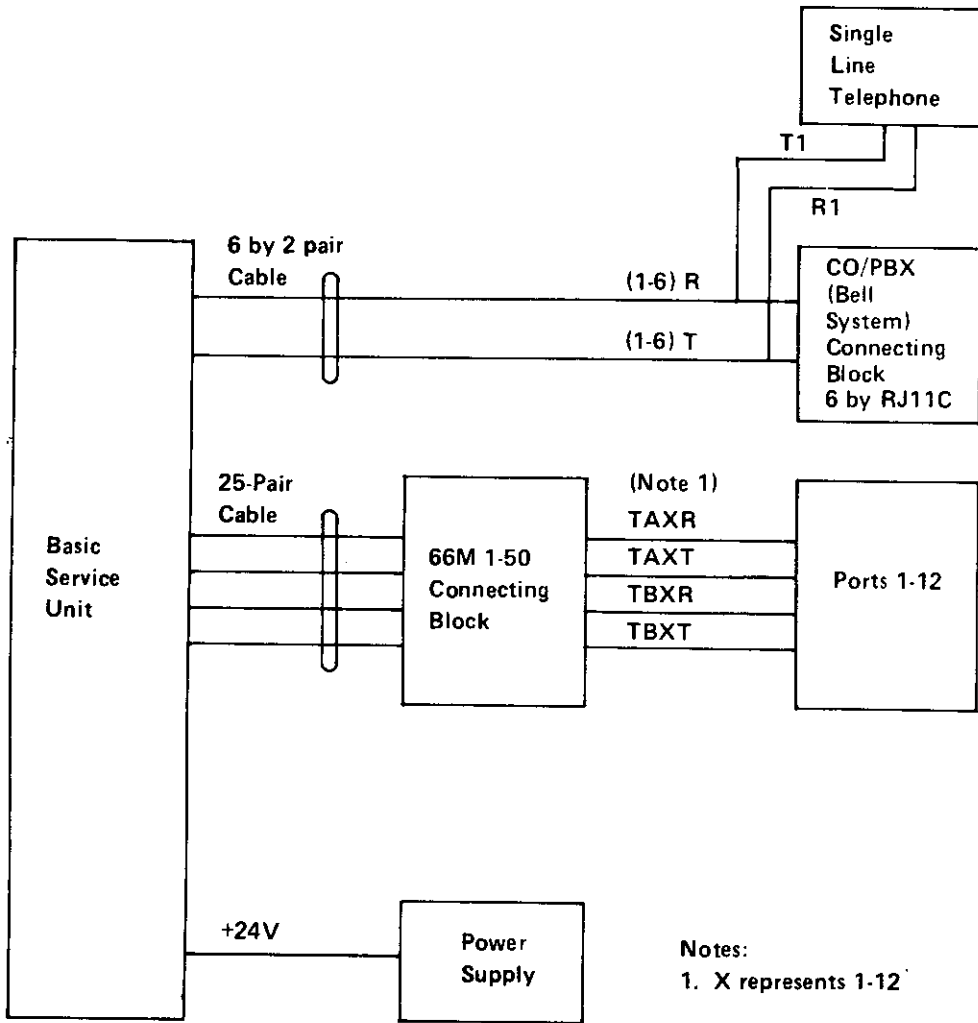 Single
Line
Telephone
T1
R1
6 by 2 pair
Cable
(1-6) R
(1-6) T
CO/PBX
(Bell
System)
Connecting
Block
6 by RJ11C
25-Pair
Cable
(Note 1)
TAXR
TAXT
TBXR
TBXT
Basic
Service
Unit
66M 1-50
Connecting
Block
Ports 1-12
+24V
Power
Supply
Notes:
1. X represents 1-12